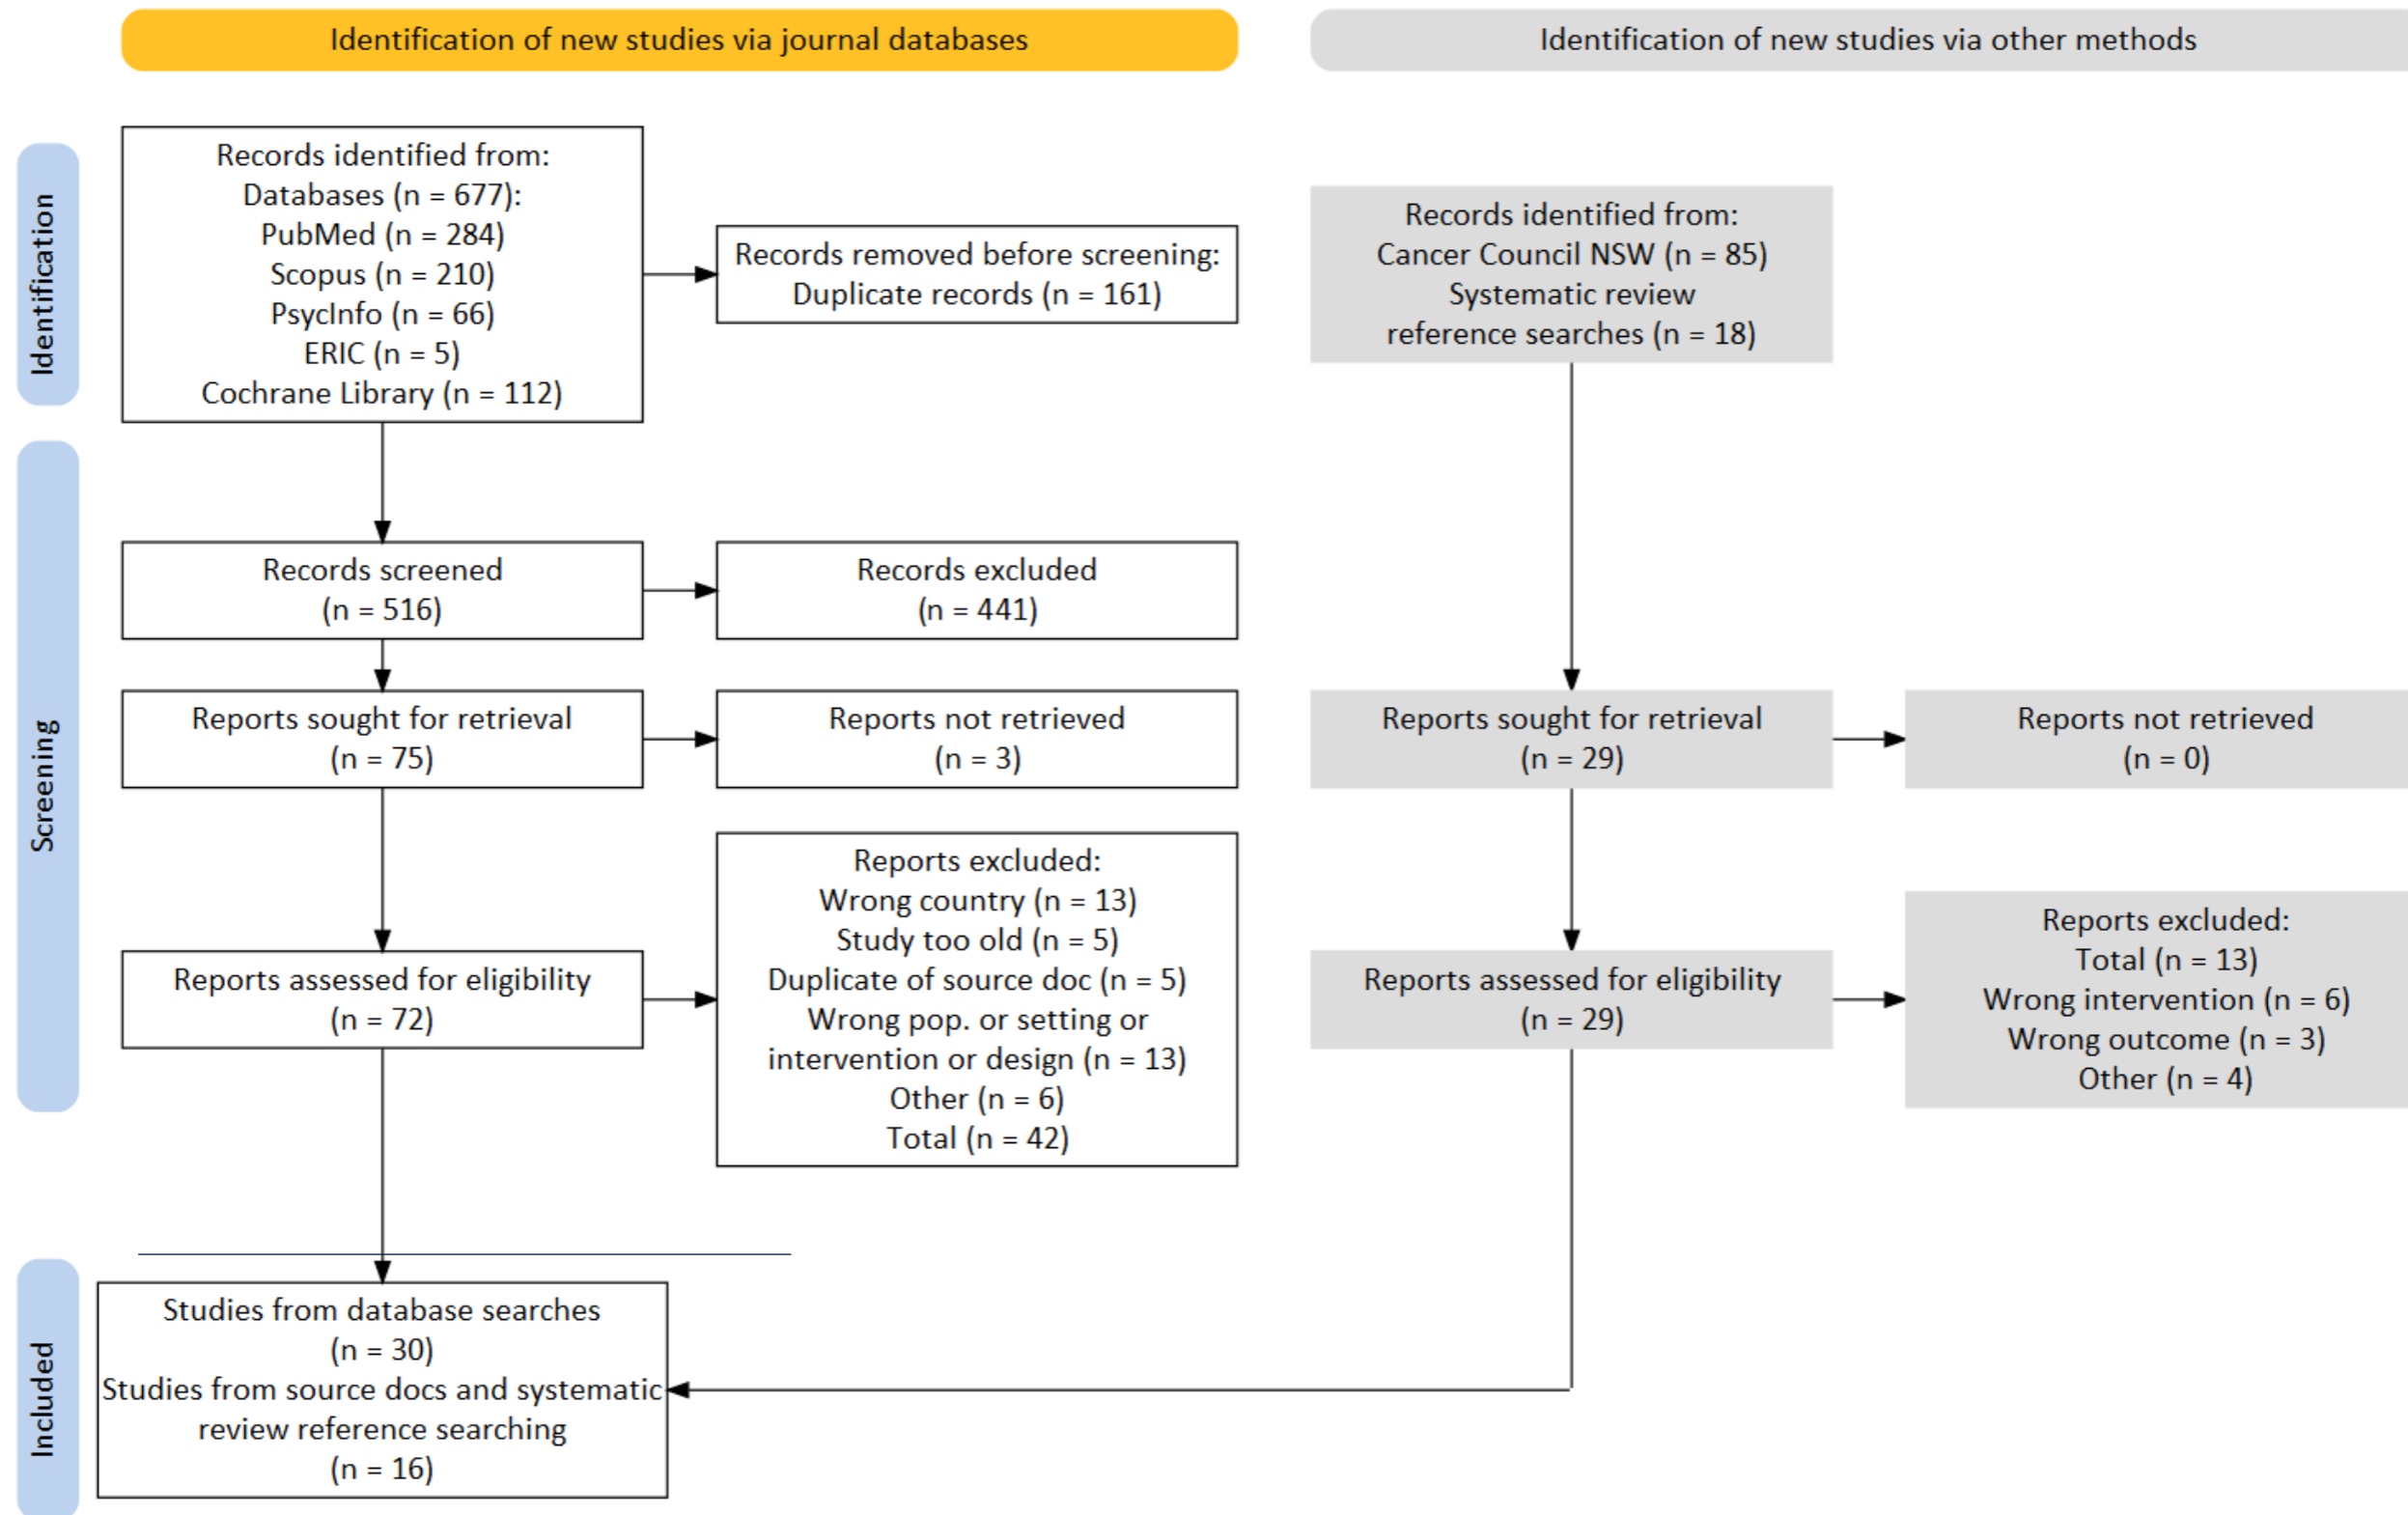 Identification of new studies via journal databases
Identification of new studies via other methods
Identification
Records identified from:
Databases (n = 677):
PubMed (n = 284)
Scopus (n = 210)
PsycInfo (n = 66)
ERIC (n = 5)
Cochrane Library (n = 112)
Records removed before screening:
Duplicate records (n = 161)
Records identified from:
Cancer Council NSW (n = 85)
Systematic review
reference searches (n = 18)
Screening
Records screened
(n = 516)
Records excluded
(n = 441)
Reports sought for retrieval
(n = 75)
Reports not retrieved
(n = 3)
Reports sought for retrieval
(n = 29)
Reports not retrieved
(n = 0)
Reports assessed for eligibility
(n = 72)
Reports excluded:
Wrong country (n = 13)
Study too old (n = 5)
Duplicate of source doc (n = 5)
Wrong pop. or setting or
intervention or design (n = 13)
Other (n = 6)
Total (n = 42)
Reports assessed for eligibility
(n = 29)
Reports excluded:
Total (n = 13)
Wrong intervention (n = 6)
Wrong outcome (n = 3)
Other (n = 4)
Included
Studies from database searches
(n = 30)
Studies from source docs and systematic
review reference searching
(n = 16)